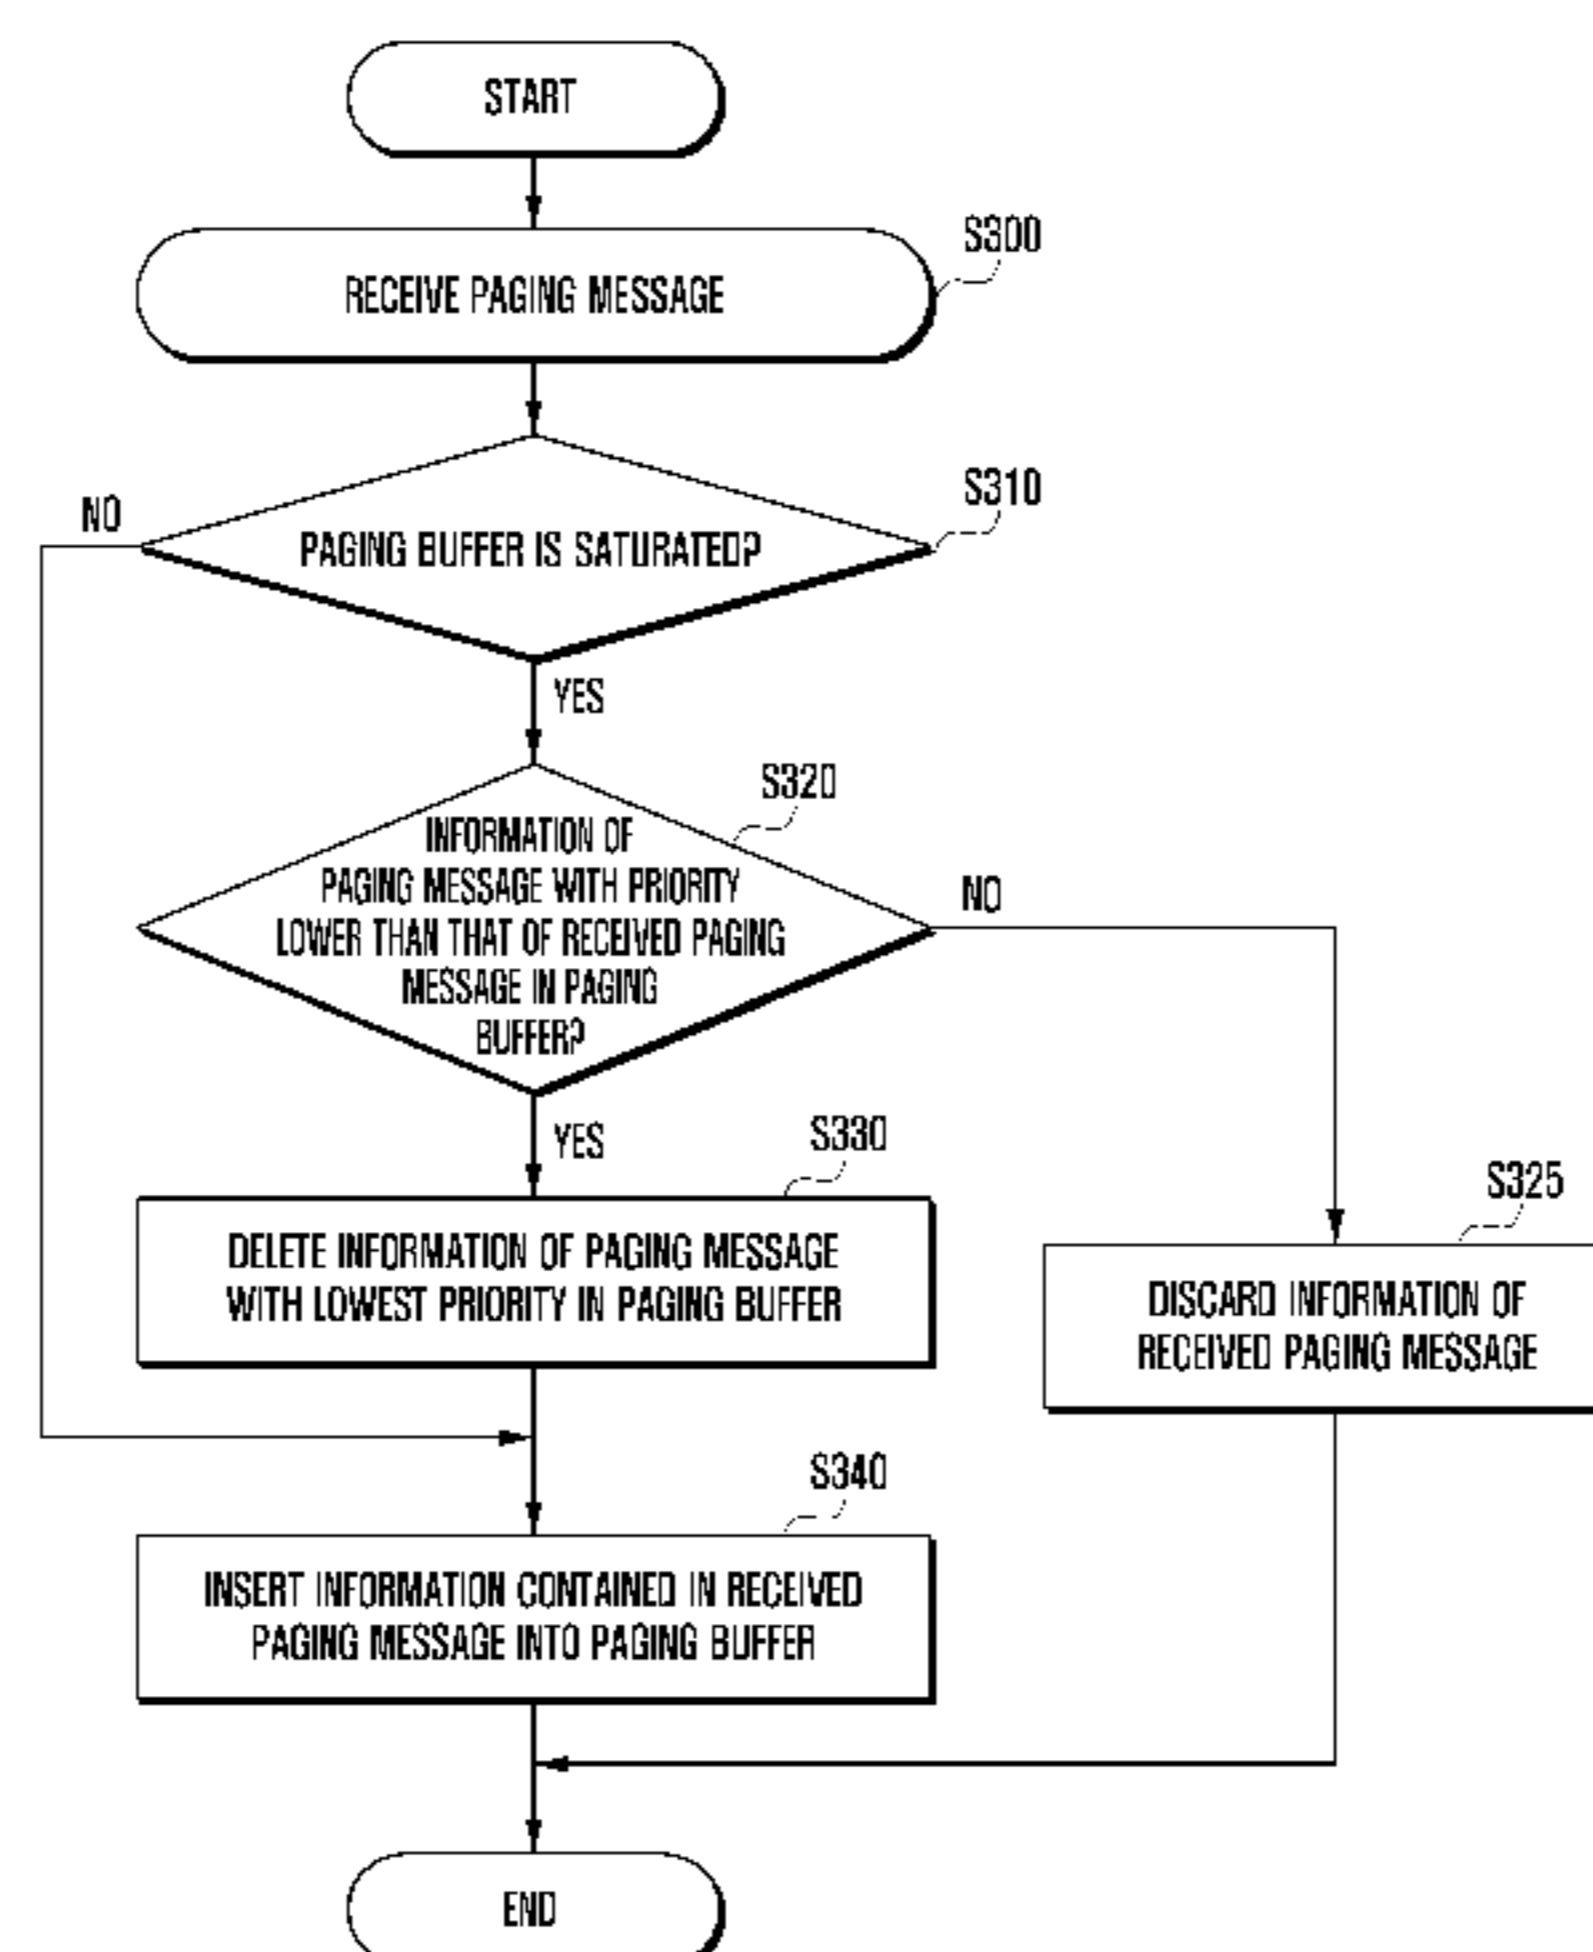 START
S300
RECEIVE PAGING MESSAGE
S310
NO
PAGING BUFFER IS SATURATED?
YES
S320
INFORMATION OF
PAGING MESSAGE WITH PRIORITY
LOWER THAN THAT OF RECEIVED PAGING
MESSAGE IN PAGING
BUFFER?
NO
YES
S330
DELETE INFORMATION OF PAGING MESSAGE
WITH LOWEST PRIORITY IN PAGING BUFFER
S325
DISCARD INFORMATION OF
RECEIVED PAGING MESSAGE
S340
INSERT INFORMATION CONTAINED IN RECEIVED
PAGING MESSAGE INTO PAGING BUFFER
END